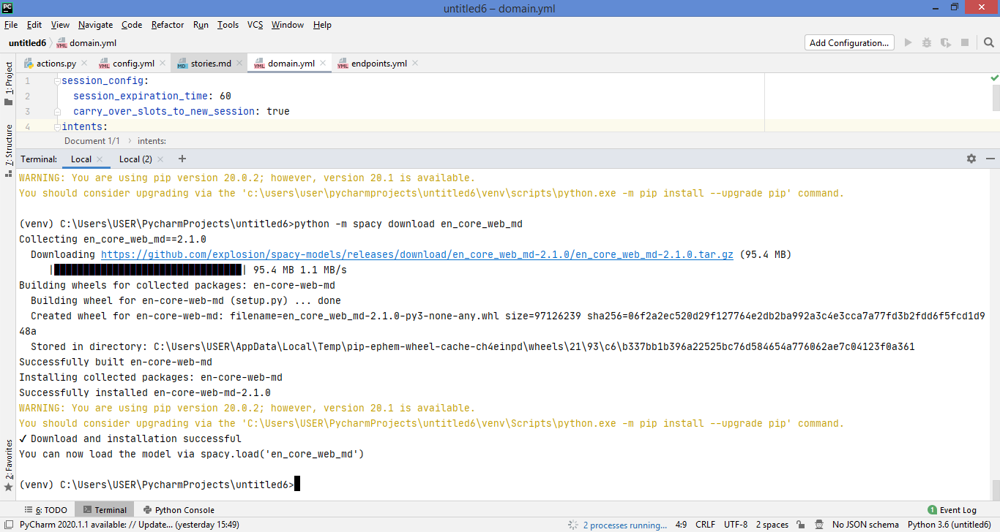 PC
untitled6 – domain.yml
File Edit View Navigate Code Refactor Run Tools VCS Window Help
untitled6 domain.yml
Add Configuration...
actions.py config.yml stories.md domain.yml endpoints.yml
1: Project
7: Structure
2: Favorites
1 session_config:
2 session_expiration_time: 60
3 carry_over_slots_to_new_session: true
4 intents:
Document 1/1 › intents:
Terminal: Local Local (2) +
WARNING: You are using pip version 20.0.2; however, version 20.1 is available.
You should consider upgrading via the 'c:\users\user\pycharmprojects\untitled6\venv\scripts\python.exe -m pip install --upgrade pip' command.
(venv) C:\Users\USER\PycharmProjects\untitled6>python -m spacy download en_core_web_md
Collecting en_core_web_md==2.1.0
Downloading https://github.com/explosion/spacy-models/releases/download/en_core_web_md-2.1.0/en_core_web_md-2.1.0.tar.gz (95.4 MB)
|████████████████████████████████| 95.4 MB 1.1 MB/s
Building wheels for collected packages: en-core-web-md
Building wheel for en-core-web-md (setup.py) ... done
Created wheel for en-core-web-md: filename=en_core_web_md-2.1.0-py3-none-any.whl size=97126239 sha256=06f2a2ec520d29f127764e2db2ba992a3c4e3cca7a77fd3b2fdd6f5fcd1d9
48a
Stored in directory: C:\Users\USER\AppData\Local\Temp\pip-ephem-wheel-cache-ch4einpd\wheels\21\93\c6\b337bb1b396a22525bc76d584654a776062ae7c04123f0a361
Successfully built en-core-web-md
Installing collected packages: en-core-web-md
Successfully installed en-core-web-md-2.1.0
WARNING: You are using pip version 20.0.2; however, version 20.1 is available.
You should consider upgrading via the 'C:\Users\USER\PycharmProjects\untitled6\venv\Scripts\python.exe -m pip install --upgrade pip' command.
✔ Download and installation successful
You can now load the model via spacy.load('en_core_web_md')
(venv) C:\Users\USER\PycharmProjects\untitled6>
6: TODO Terminal Python Console 1 Event Log
PyCharm 2020.1.1 available: // Update... (yesterday 15:49) 2 processes running... 4:9 CRLF UTF-8 2 spaces No JSON schema Python 3.6 (untitled6)